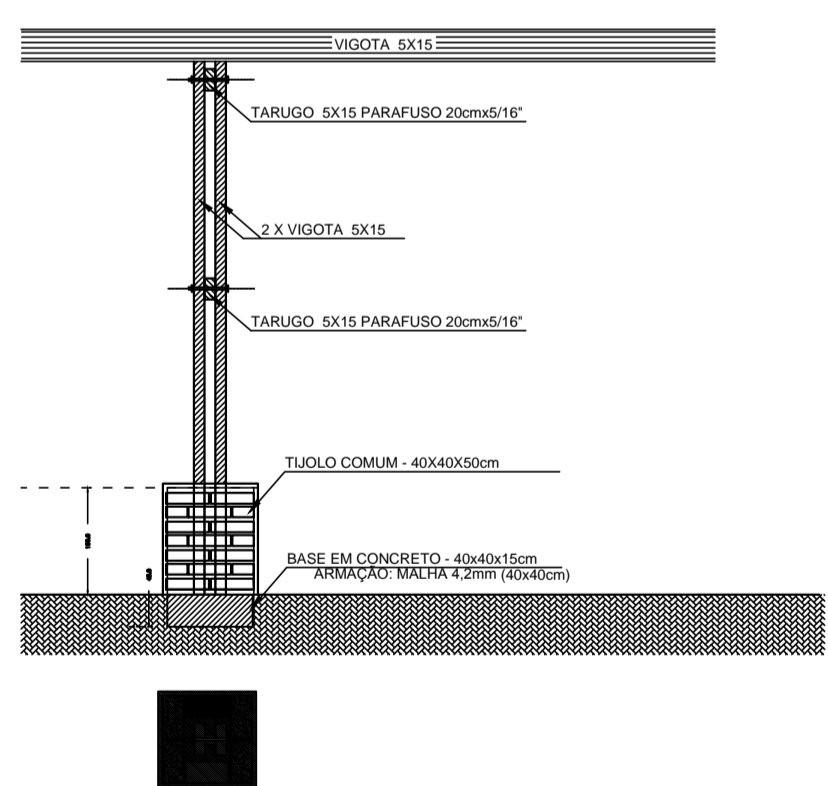 VIGOTA 5X15
TARUGO 5X15 PARAFUSO 20cmx5/16"
2 X VIGOTA 5X15
TARUGO 5X15 PARAFUSO 20cmx5/16"
TIJOLO COMUM - 40X40X50cm
BASE EM CONCRETO - 40x40x15cm
ARMAÇÃO: MALHA 4,2mm (40x40cm)